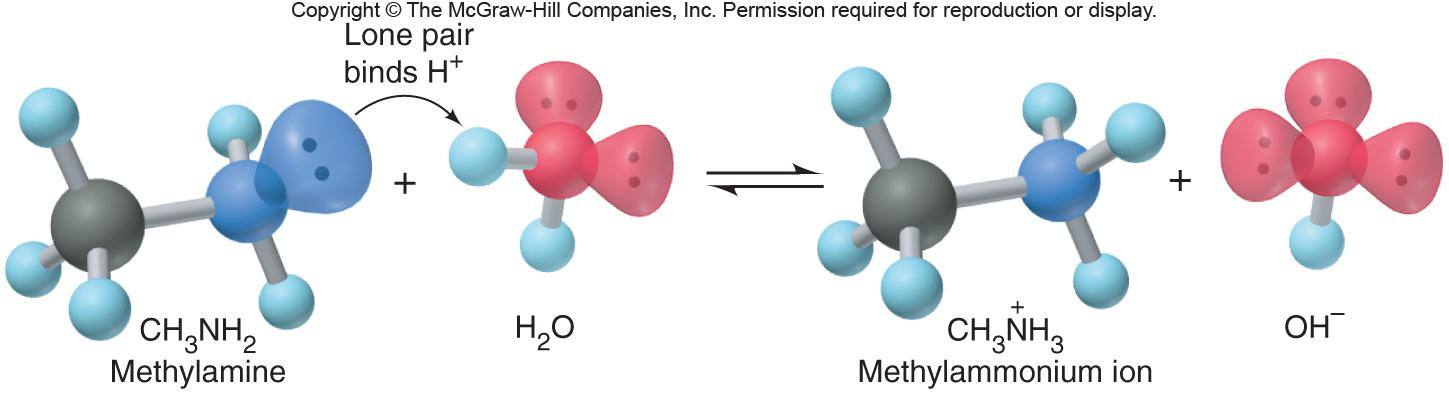 Copyright © The McGraw-Hill Companies, Inc. Permission required for reproduction or display.
Lone pair
binds H⁺
+
+
CH₃NH₂
Methylamine
H₂O
+
CH₃NH₃
Methylammonium ion
OH⁻